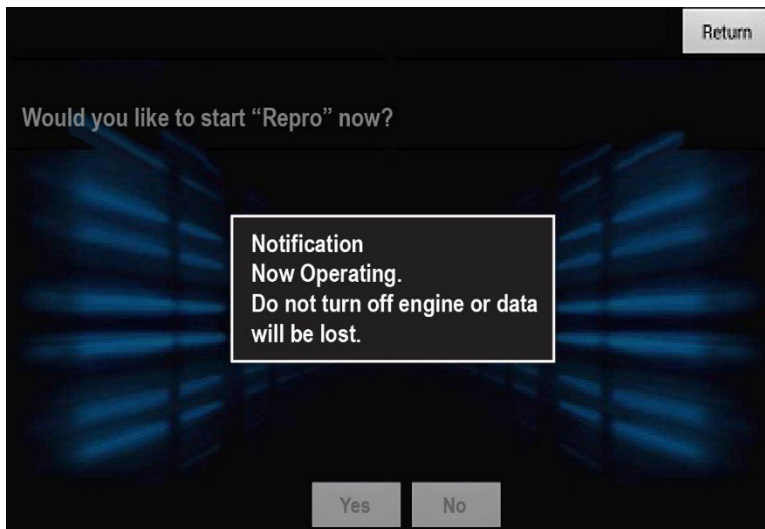 Return
Would you like to start “Repro” now?
Notification
Now Operating.
Do not turn off engine or data
will be lost.
Yes
No